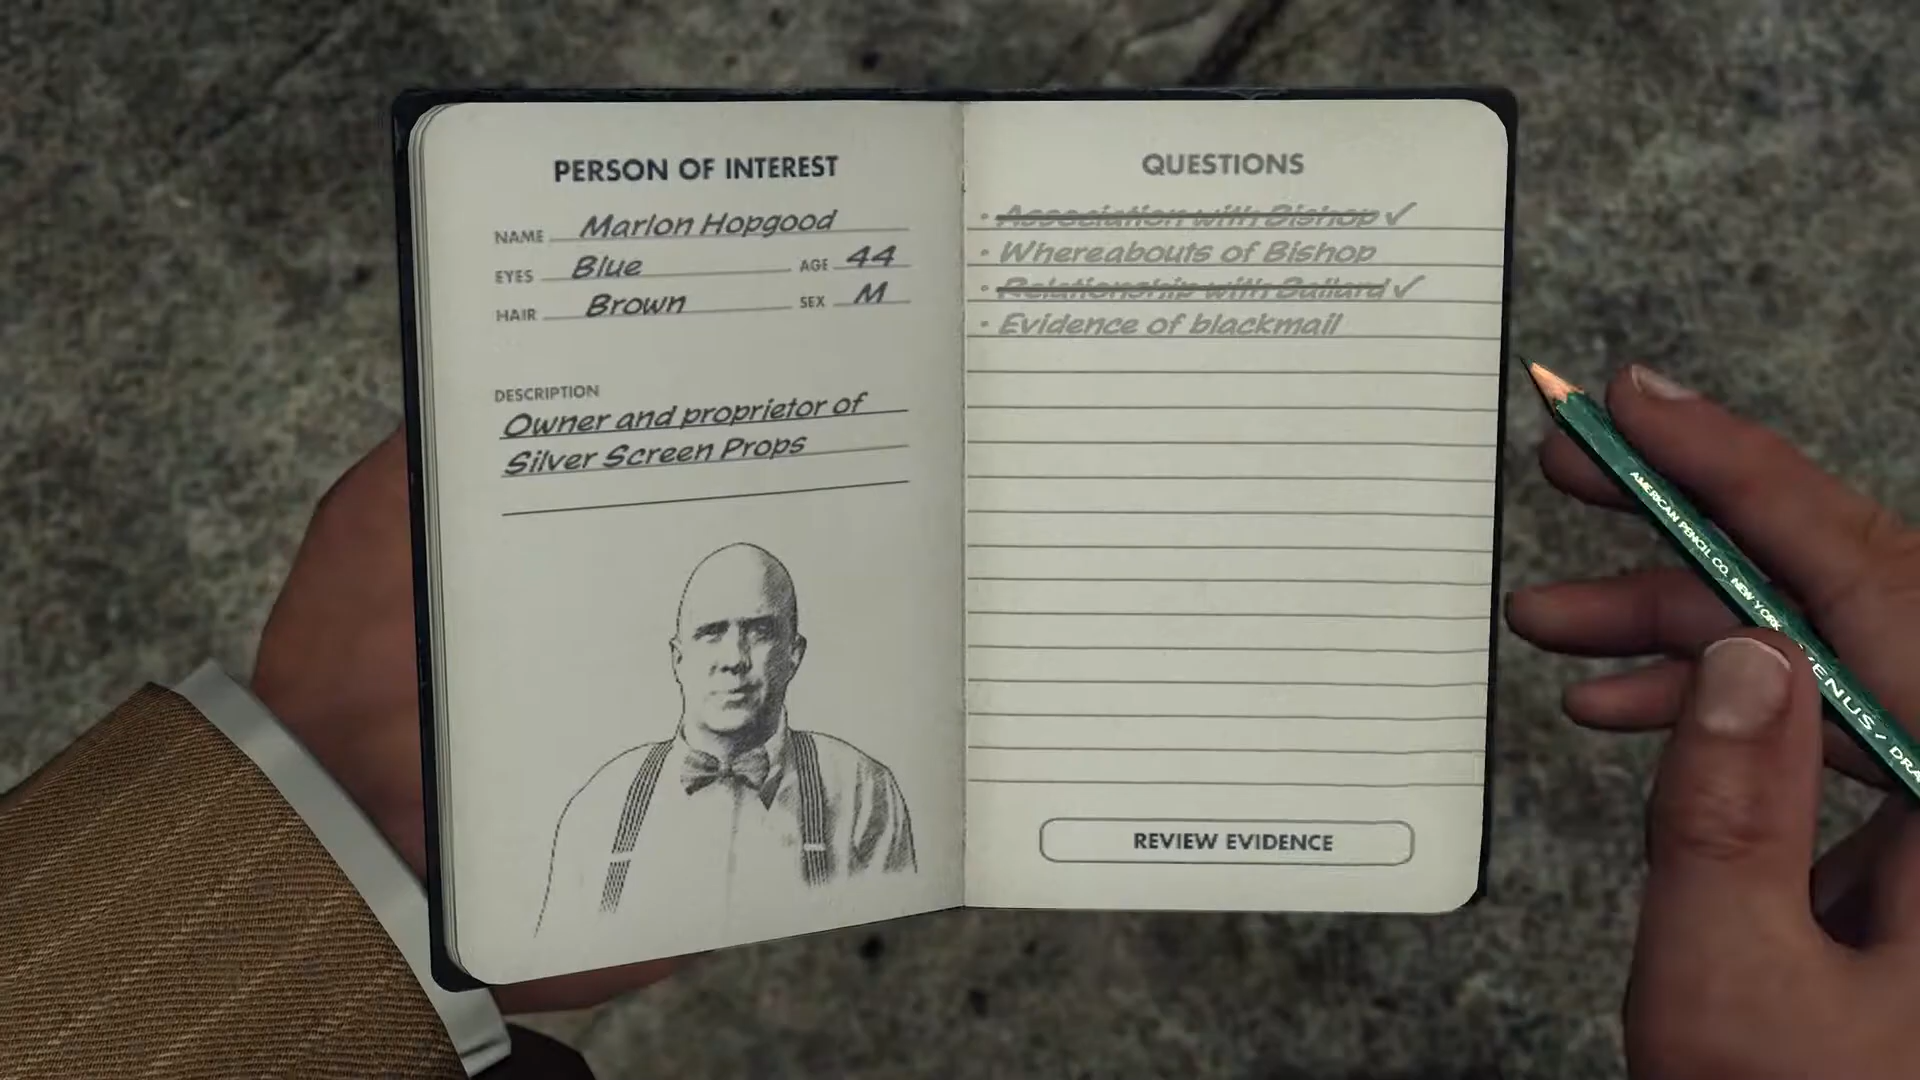 PERSON OF INTEREST
NAME Marlon Hopgood
EYES Blue AGE 44
HAIR Brown SEX M
DESCRIPTION
Owner and proprietor of
Silver Screen Props
QUESTIONS
· Association with Bishop ✓
· Whereabouts of Bishop
· Relationship with Ballard ✓
· Evidence of blackmail
REVIEW EVIDENCE
AMERICAN PENCIL CO. NEW YORK